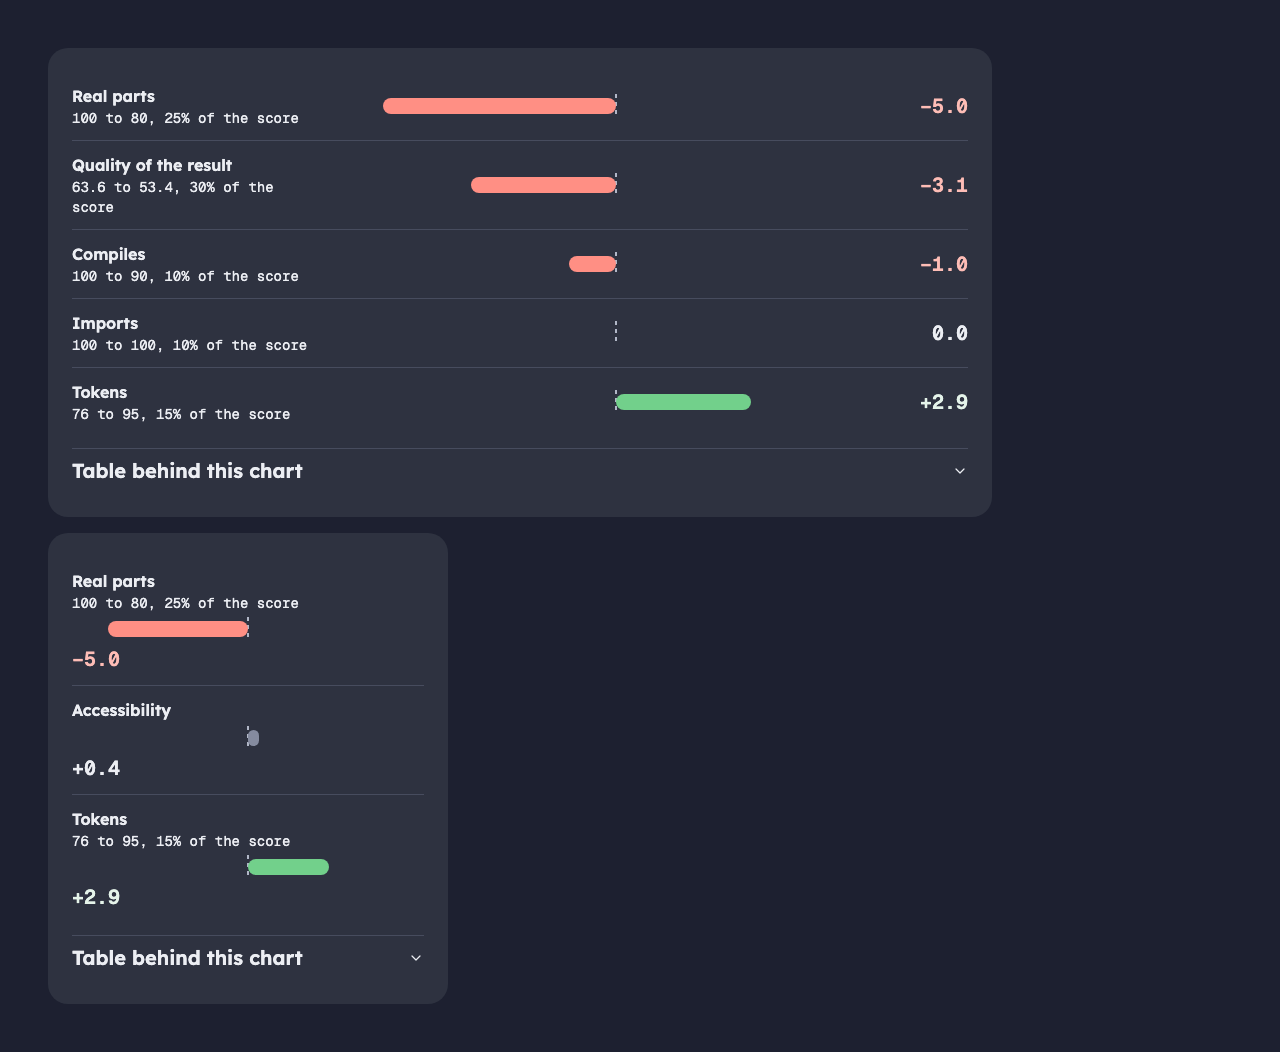 Real parts
100 to 80, 25% of the score
−5.0
Quality of the result
63.6 to 53.4, 30% of the
score
−3.1
Compiles
100 to 90, 10% of the score
−1.0
Imports
100 to 100, 10% of the score
0.0
Tokens
76 to 95, 15% of the score
+2.9
Table behind this chart
Real parts
100 to 80, 25% of the score
−5.0
Accessibility
+0.4
Tokens
76 to 95, 15% of the score
+2.9
Table behind this chart